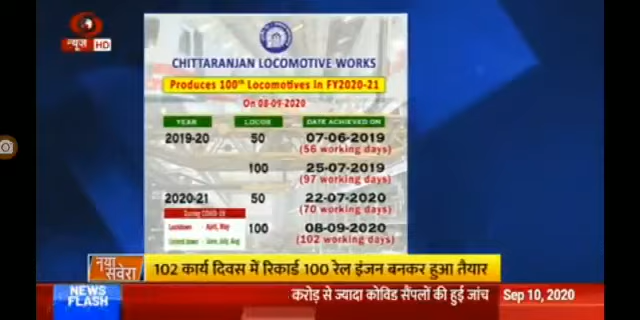 न्यूज़ HD
CHITTARANJAN LOCOMOTIVE WORKS
Produces 100th Locomotives in FY2020-21
On 08-09-2020
YEAR LOCOS DATE ACHIEVED ON
2019-20 50 07-06-2019
(56 working days)
100 25-07-2019
(97 working days)
2020-21 50 22-07-2020
During COVID-19 (70 working days)
Lockdown - April, May 100 08-09-2020
June, July, Aug (102 working days)
नया सवेरा
102 कार्य दिवस में रिकार्ड 100 रेल इंजन बनकर हुआ तैयार
NEWS FLASH
करोड़ से ज्यादा कोविड सैंपलों की हुई जांच Sep 10, 2020